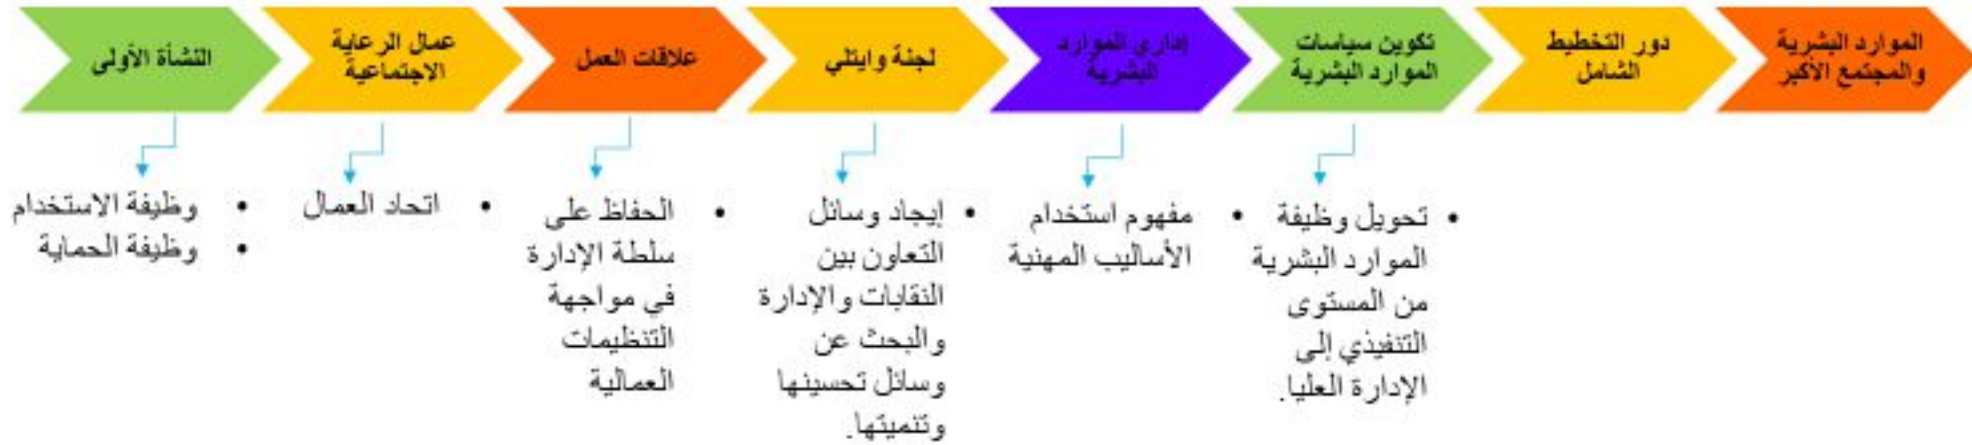 النشأة الأولى
عمال الرعاية
الاجتماعية
علاقات العمل
لجنة وايتلي
إداري الموارد
البشرية
تكوين سياسات
الموارد البشرية
دور التخطيط
الشامل
الموارد البشرية
والمجتمع الأكبر
• وظيفة الاستخدام
• وظيفة الحماية
• اتحاد العمال
• الحفاظ على
سلطة الإدارة
في مواجهة
التنظيمات
العمالية
• إيجاد وسائل
التعاون بين
النقابات والإدارة
والبحث عن
وسائل تحسينها
وتنميتها.
• مفهوم استخدام
الأساليب المهنية
• تحويل وظيفة
الموارد البشرية
من المستوى
التنفيذي إلى
الإدارة العليا.